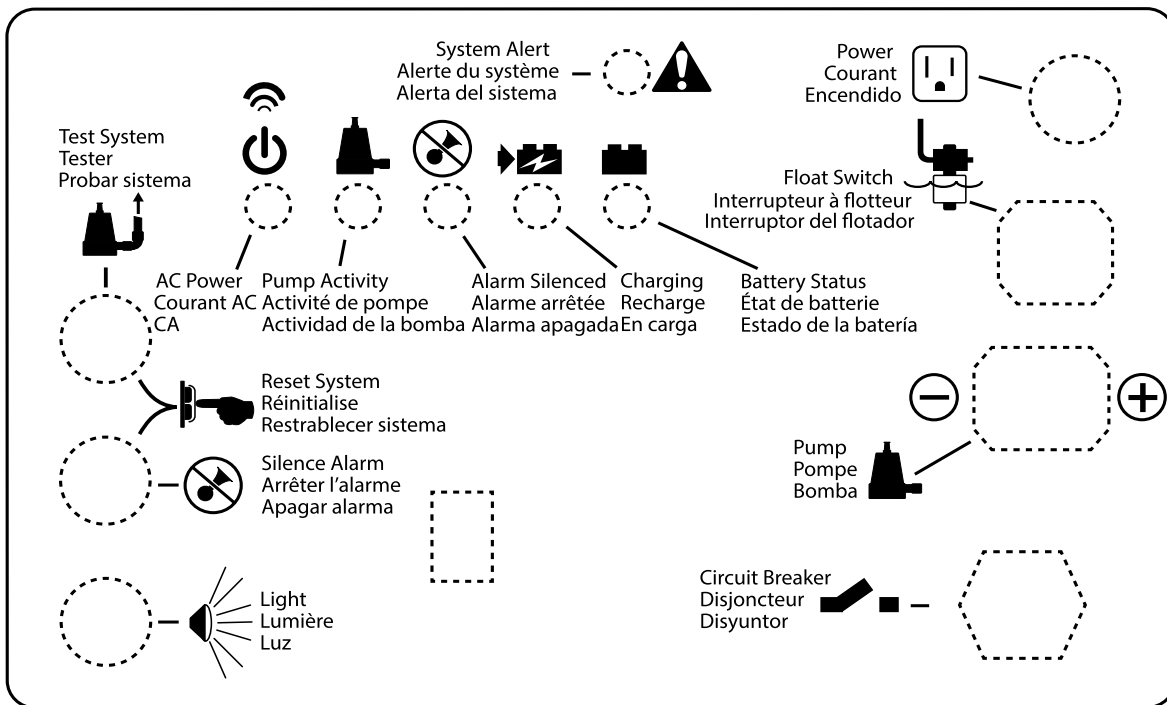 System Alert
Alerte du système
Alerta del sistema
Power
Courant
Encendido
Test System
Tester
Probar sistema
Float Switch
Interrupteur à flotteur
Interruptor del flotador
AC Power
Courant AC
CA
Pump Activity
Activité de pompe
Actividad de la bomba
Alarm Silenced
Alarme arrêtée
Alarma apagada
Charging
Recharge
En carga
Battery Status
État de batterie
Estado de la batería
Reset System
Réinitialise
Restrablecer sistema
Silence Alarm
Arrêter l'alarme
Apagar alarma
Pump
Pompe
Bomba
Light
Lumière
Luz
Circuit Breaker
Disjoncteur
Disyuntor